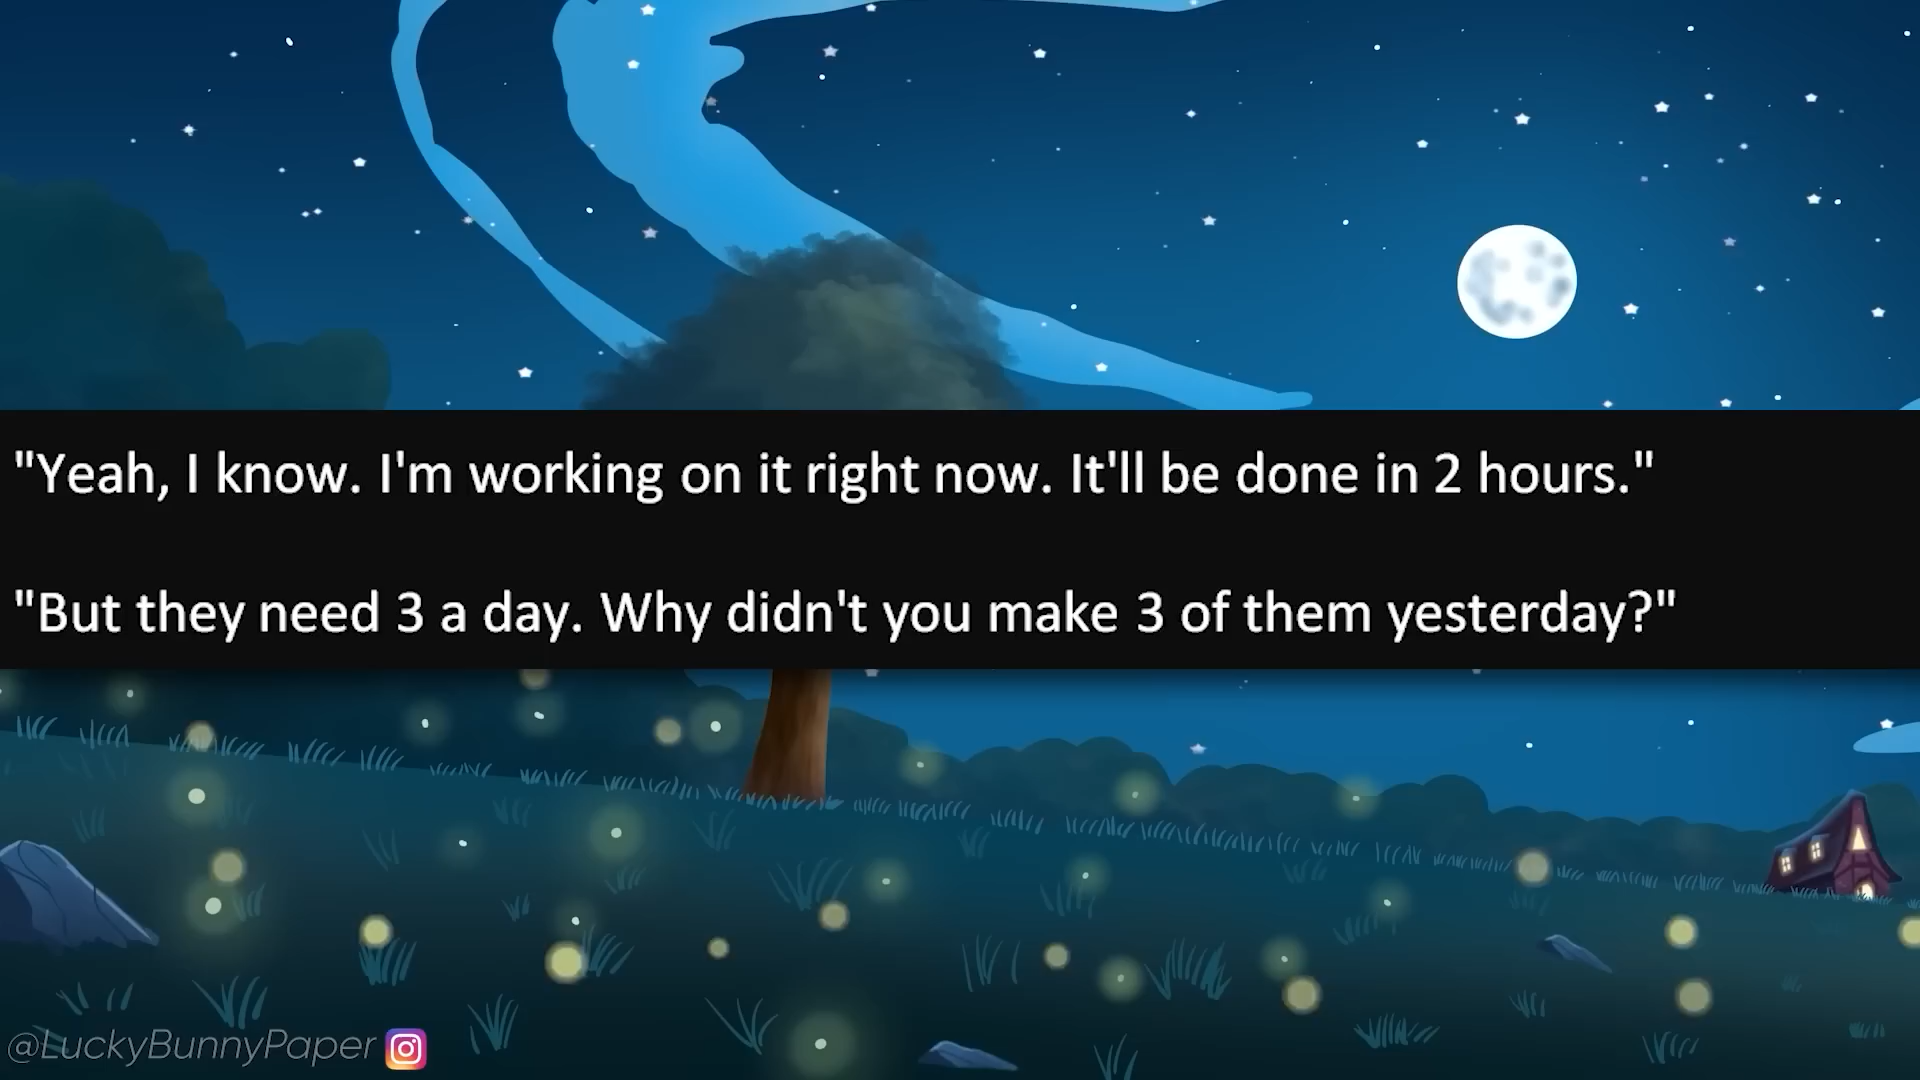 "Yeah, I know. I'm working on it right now. It'll be done in 2 hours."
"But they need 3 a day. Why didn't you make 3 of them yesterday?"
@LuckyBunnyPaper